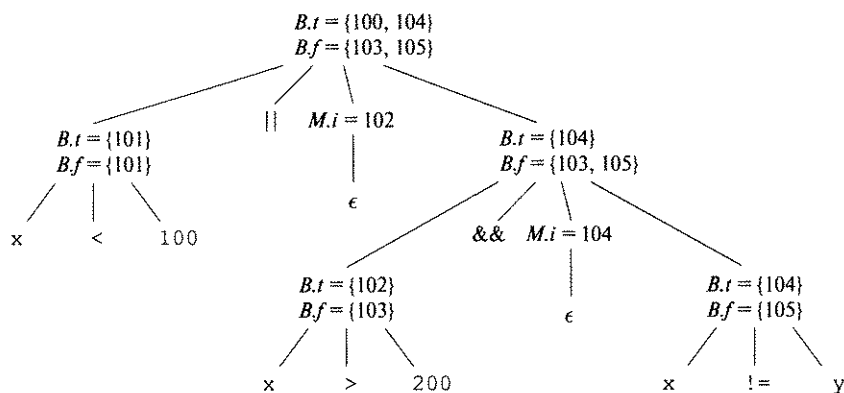 B.t = {100, 104}
B.f = {103, 105}
|| M.i = 102
B.t = {101}
B.f = {101}
B.t = {104}
B.f = {103, 105}
ϵ
x < 100
&& M.i = 104
B.t = {102}
B.f = {103}
ϵ
B.t = {104}
B.f = {105}
x > 200
x != y